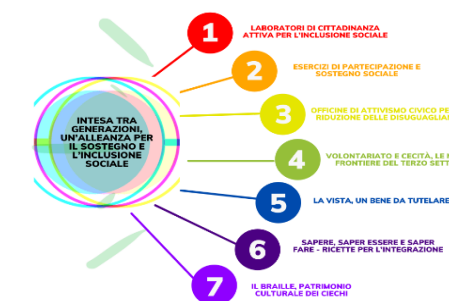 1
LABORATORI DI CITTADINANZA
ATTIVA PER L'INCLUSIONE SOCIALE
2
ESERCIZI DI PARTECIPAZIONE E
SOSTEGNO SOCIALE
INTESA TRA
GENERAZIONI,
UN'ALLEANZA PER
IL SOSTEGNO E
L'INCLUSIONE
SOCIALE
3
OFFICINE DI ATTIVISMO CIVICO PE
RIDUZIONE DELLE DISUGUAGLIA
4
VOLONTARIATO E CECITÀ, LE
FRONTIERE DEL TERZO SETT
5
LA VISTA, UN BENE DA TUTELARE
6
SAPERE, SAPER ESSERE E SAPER
FARE - RICETTE PER L'INTEGRAZIONE
7
IL BRAILLE, PATRIMONIO
CULTURALE DEI CIECHI